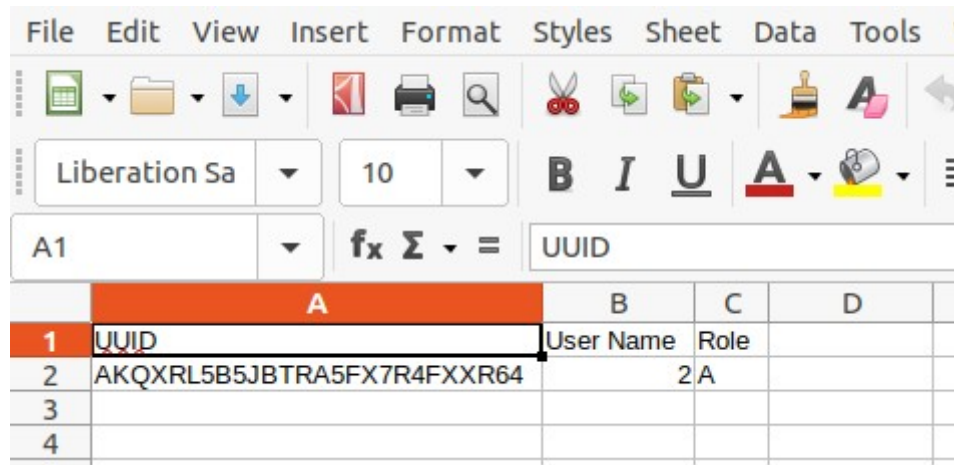 File Edit View Insert Format Styles Sheet Data Tools
Liberation Sa 10 B I U A
A1 fx Σ = UUID
A B C D
1 UUID User Name Role
2 AKQXRL5B5JBTRA5FX7R4FXXR64 2 A
3
4